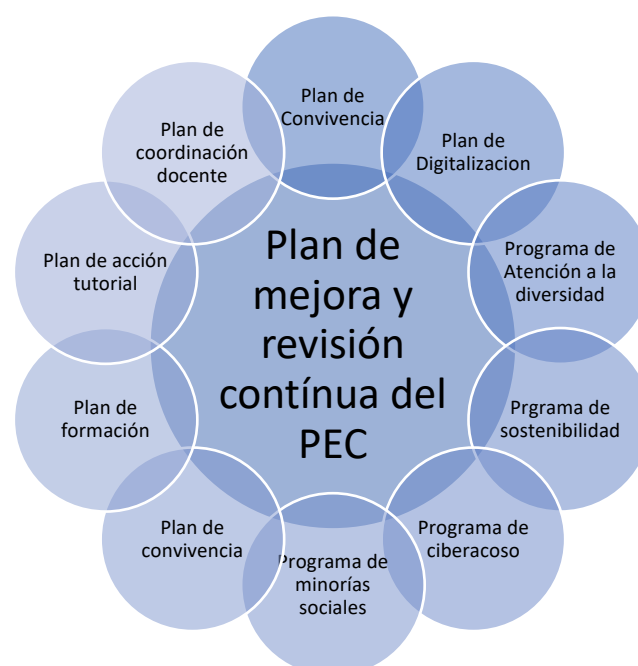 Plan de
Convivencia
Plan de
Digitalizacion
Programa de
Atención a la
diversidad
Prgrama de
sostenibilidad
Programa de
ciberacoso
Programa de
minorías
sociales
Plan de
convivencia
Plan de
formación
Plan de acción
tutorial
Plan de
coordinación
docente
Plan de
mejora y
revisión
contínua del
PEC